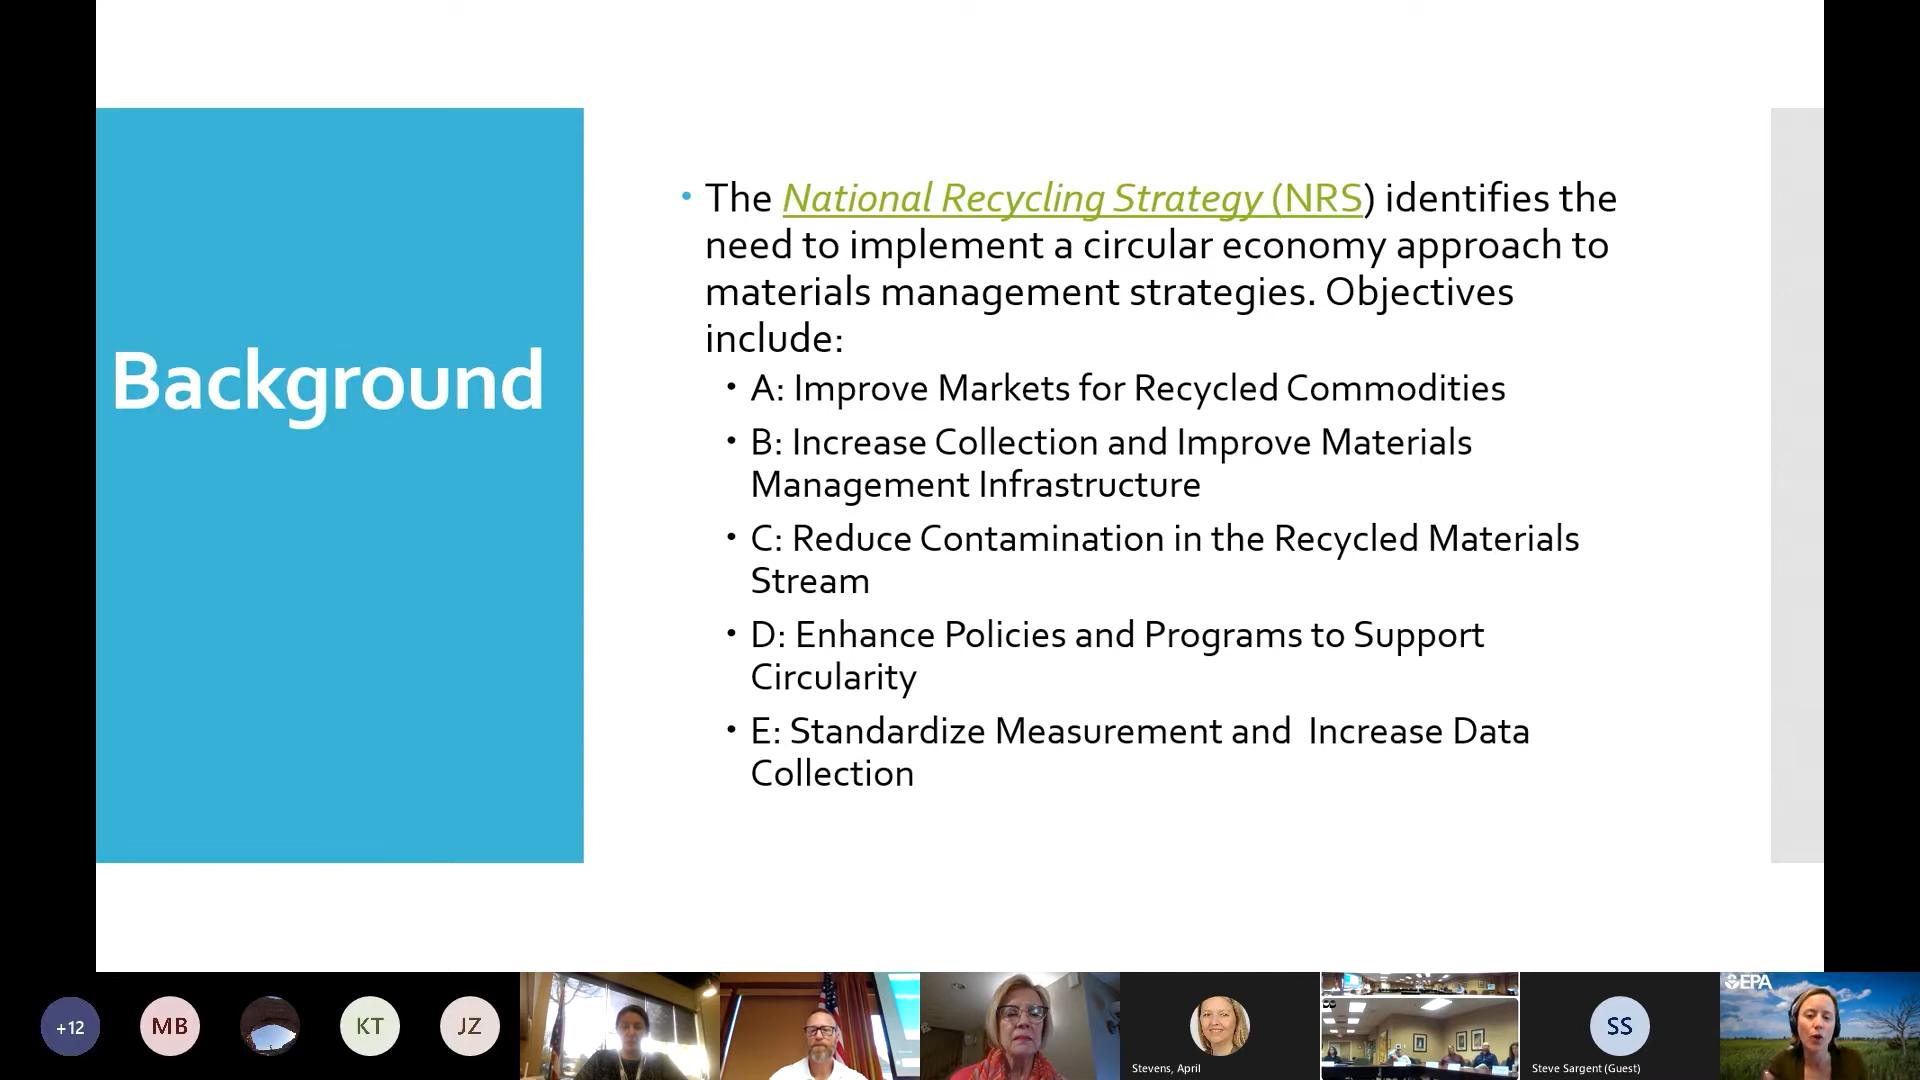 Background
• The National Recycling Strategy (NRS) identifies the
need to implement a circular economy approach to
materials management strategies. Objectives
include:
• A: Improve Markets for Recycled Commodities
• B: Increase Collection and Improve Materials
Management Infrastructure
• C: Reduce Contamination in the Recycled Materials
Stream
• D: Enhance Policies and Programs to Support
Circularity
• E: Standardize Measurement and  Increase Data
Collection
+12
MB
KT
JZ
Stevens, April
SS
Steve Sargent (Guest)
EPA